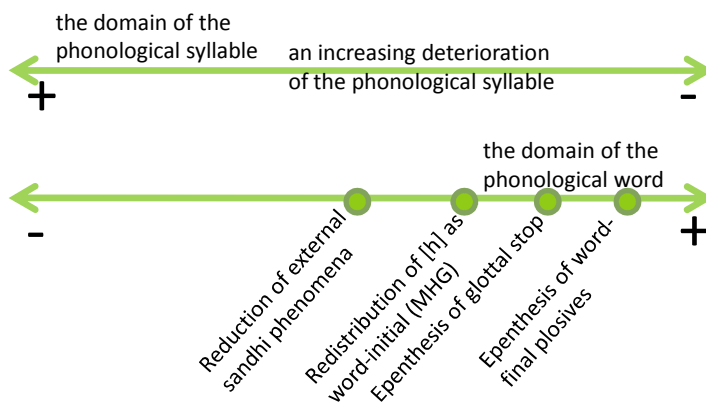 the domain of the
phonological syllable
an increasing deterioration
of the phonological syllable
+
-
the domain of the
phonological word
-
+
Reduction of external
sandhi phenomena
Redistribution of [h] as
word-initial (MHG)
Epenthesis of glottal stop
Epenthesis of word-
final plosives